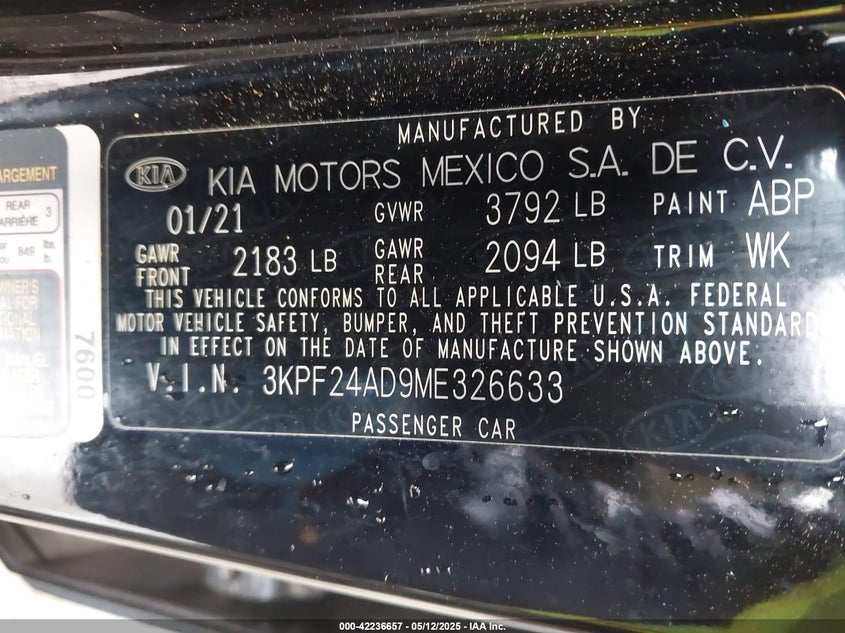 MANUFACTURED BY
KIA KIA MOTORS MEXICO S.A. DE C.V.
01/21 GVWR 3792 LB PAINT ABP
GAWR FRONT 2183 LB GAWR REAR 2094 LB TRIM WK
THIS VEHICLE CONFORMS TO ALL APPLICABLE U.S.A. FEDERAL
MOTOR VEHICLE SAFETY, BUMPER, AND THEFT PREVENTION STANDARD
IN EFFECT ON THE DATE OF MANUFACTURE SHOWN ABOVE.
V.I.N. 3KPF24AD9ME326633
PASSENGER CAR
ARGEMENT
REAR
ARRIÈRE 3
849 lbs.
7600
000-42236657 - 05/12/2025 - IAA Inc.